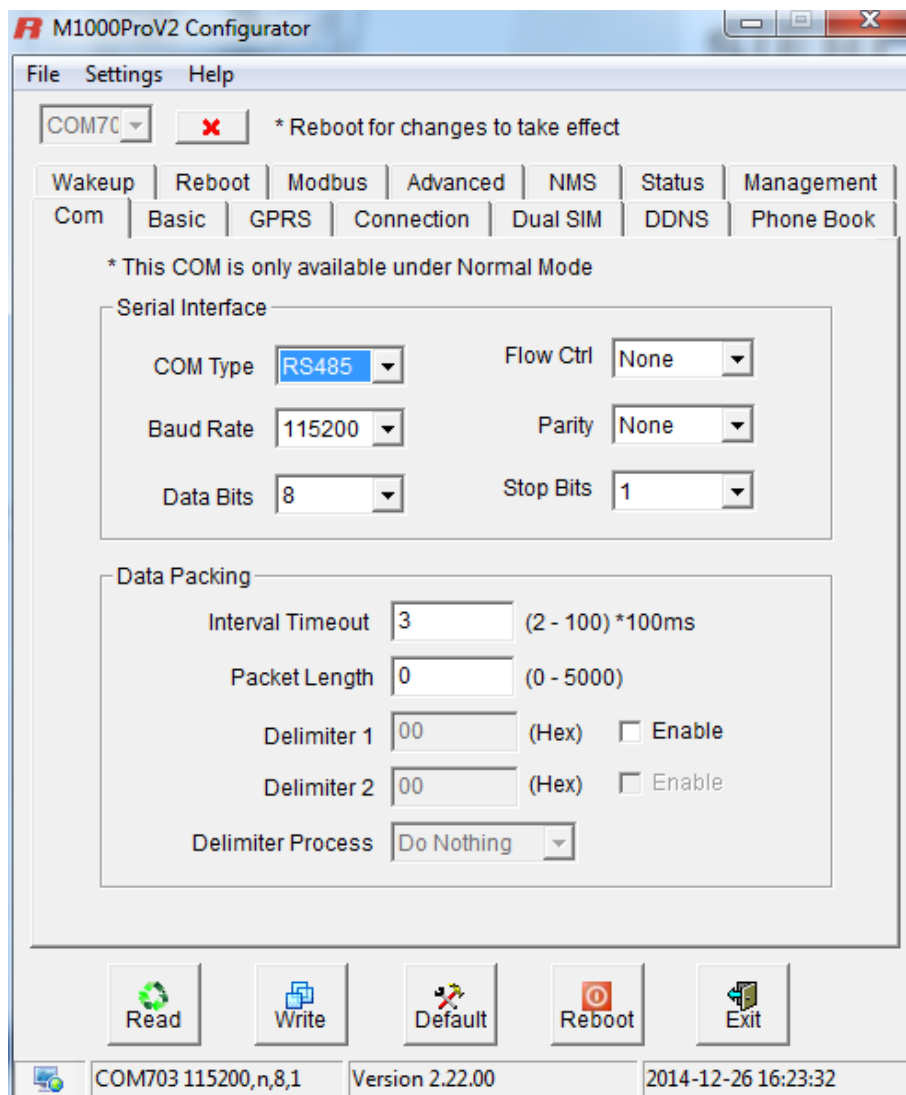 M1000ProV2 Configurator
File Settings Help
COM70 * Reboot for changes to take effect
Wakeup Reboot Modbus Advanced NMS Status Management
Com Basic GPRS Connection Dual SIM DDNS Phone Book
* This COM is only available under Normal Mode
Serial Interface
COM Type RS485 Flow Ctrl None
Baud Rate 115200 Parity None
Data Bits 8 Stop Bits 1
Data Packing
Interval Timeout 3 (2 - 100) *100ms
Packet Length 0 (0 - 5000)
Delimiter 1 00 (Hex) Enable
Delimiter 2 00 (Hex) Enable
Delimiter Process Do Nothing
Read Write Default Reboot Exit
COM703 115200,n,8,1 Version 2.22.00 2014-12-26 16:23:32